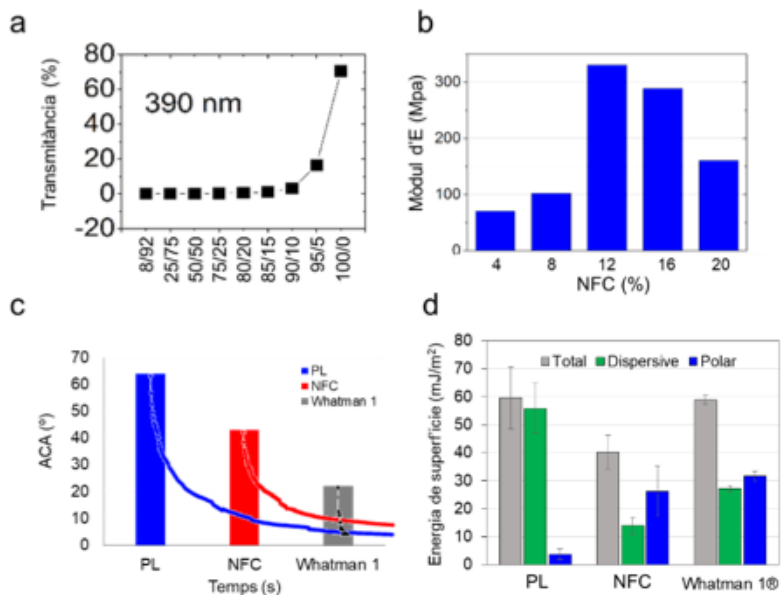 a
Transmitància (%)
80
60
40
20
0
-20
390 nm
8/92
25/75
50/50
75/25
80/20
85/15
90/10
95/5
100/0
b
Mòdul d'E (Mpa)
300
200
100
0
4 8 12 16 20
NFC (%)
c
ACA (°)
70
60
50
40
30
20
10
0
PL
NFC
Whatman 1
PL NFC Whatman 1
Temps (s)
d
Energia de superfície (mJ/m²)
80
70
60
50
40
30
20
10
0
Total Dispersive Polar
PL NFC Whatman 1®